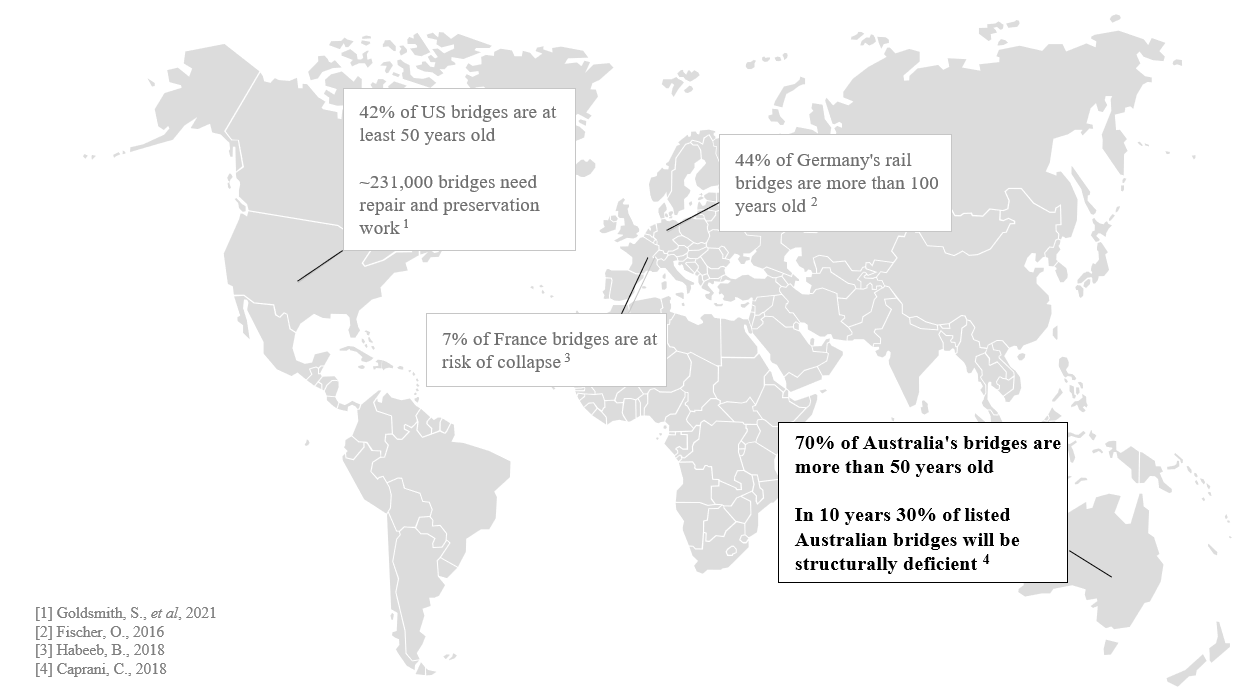 42% of US bridges are at
least 50 years old
~231,000 bridges need
repair and preservation
work 1
44% of Germany's rail
bridges are more than 100
years old 2
7% of France bridges are at
risk of collapse 3
70% of Australia's bridges are
more than 50 years old
In 10 years 30% of listed
Australian bridges will be
structurally deficient 4
[1] Goldsmith, S., et al, 2021
[2] Fischer, O., 2016
[3] Habeeb, B., 2018
[4] Caprani, C., 2018